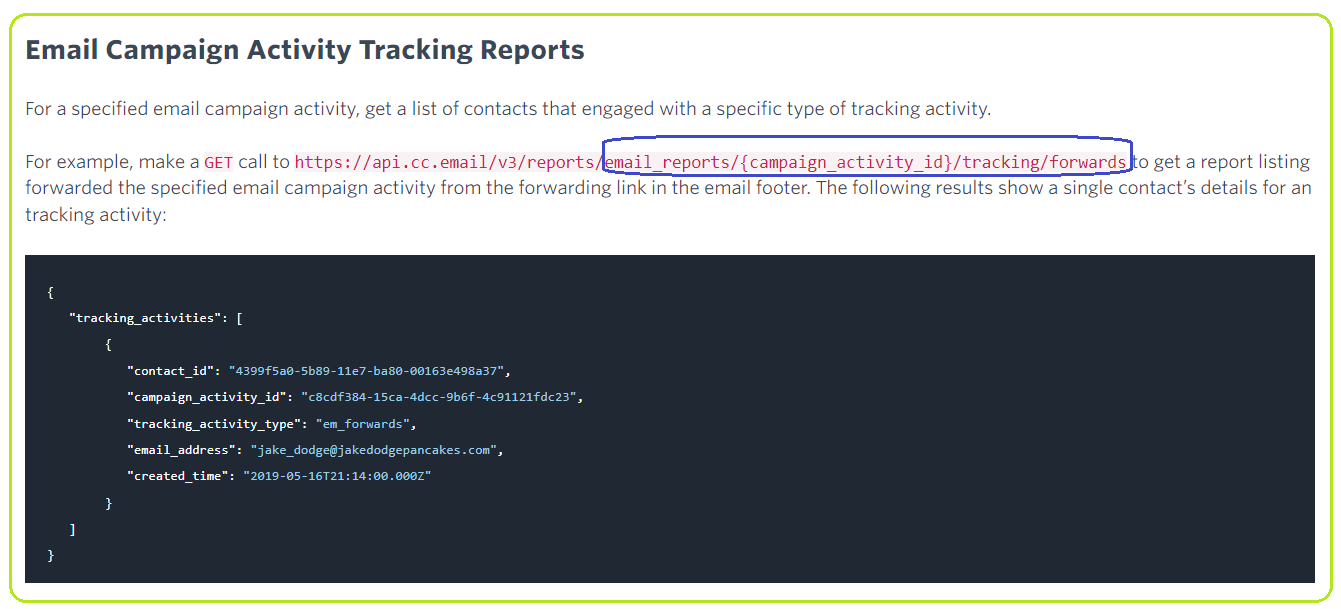 Email Campaign Activity Tracking Reports
For a specified email campaign activity, get a list of contacts that engaged with a specific type of tracking activity.
For example, make a GET call to https://api.cc.email/v3/reports/email_reports/{campaign_activity_id}/tracking/forwards to get a report listing
forwarded the specified email campaign activity from the forwarding link in the email footer. The following results show a single contact’s details for an
tracking activity:
{
"tracking_activities": [
{
"contact_id": "4399f5a0-5b89-11e7-ba80-00163e498a37",
"campaign_activity_id": "c8cdf384-15ca-4dcc-9b6f-4c91121fdc23",
"tracking_activity_type": "em_forwards",
"email_address": "jake_dodge@jakedodgepancakes.com",
"created_time": "2019-05-16T21:14:00.000Z"
}
]
}